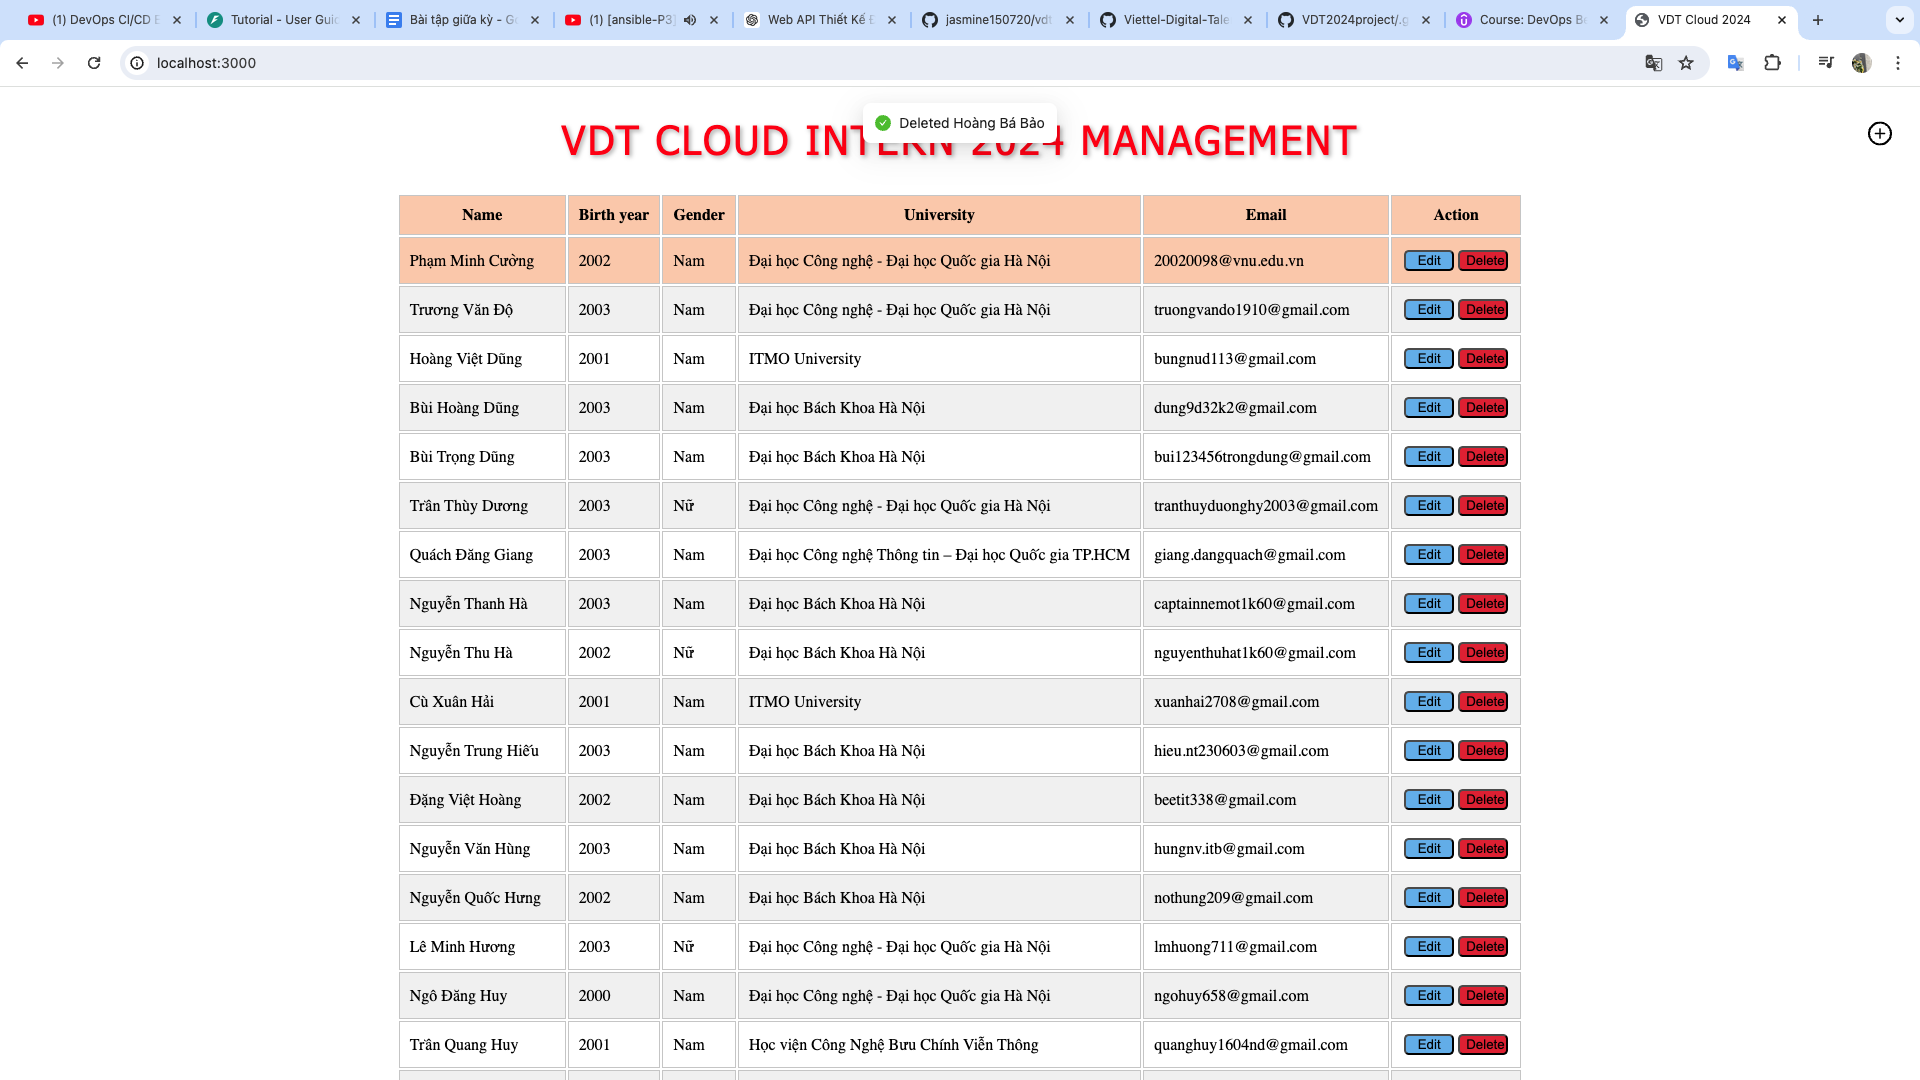 (1) DevOps CI/CD E
Tutorial - User Guid
Bài tập giữa kỳ - Go
(1) [ansible-P3]
Web API Thiết Kế
jasmine150720/vdt
Viettel-Digital-Tale
VDT2024project/.g
Course: DevOps Be
VDT Cloud 2024
localhost:3000
Deleted Hoàng Bá Bảo
VDT CLOUD INTERN 2024 MANAGEMENT
Name Birth year Gender University Email Action
Phạm Minh Cường 2002 Nam Đại học Công nghệ - Đại học Quốc gia Hà Nội 20020098@vnu.edu.vn Edit Delete
Trương Văn Độ 2003 Nam Đại học Công nghệ - Đại học Quốc gia Hà Nội truongvando1910@gmail.com Edit Delete
Hoàng Việt Dũng 2001 Nam ITMO University bungnud113@gmail.com Edit Delete
Bùi Hoàng Dũng 2003 Nam Đại học Bách Khoa Hà Nội dung9d32k2@gmail.com Edit Delete
Bùi Trọng Dũng 2003 Nam Đại học Bách Khoa Hà Nội bui123456trongdung@gmail.com Edit Delete
Trần Thùy Dương 2003 Nữ Đại học Công nghệ - Đại học Quốc gia Hà Nội tranthuyduonghy2003@gmail.com Edit Delete
Quách Đăng Giang 2003 Nam Đại học Công nghệ Thông tin – Đại học Quốc gia TP.HCM giang.dangquach@gmail.com Edit Delete
Nguyễn Thanh Hà 2003 Nam Đại học Bách Khoa Hà Nội captainnemot1k60@gmail.com Edit Delete
Nguyễn Thu Hà 2002 Nữ Đại học Bách Khoa Hà Nội nguyenthuhat1k60@gmail.com Edit Delete
Cù Xuân Hải 2001 Nam ITMO University xuanhai2708@gmail.com Edit Delete
Nguyễn Trung Hiếu 2003 Nam Đại học Bách Khoa Hà Nội hieu.nt230603@gmail.com Edit Delete
Đặng Việt Hoàng 2002 Nam Đại học Bách Khoa Hà Nội beetit338@gmail.com Edit Delete
Nguyễn Văn Hùng 2003 Nam Đại học Bách Khoa Hà Nội hungnv.itb@gmail.com Edit Delete
Nguyễn Quốc Hưng 2002 Nam Đại học Bách Khoa Hà Nội nothung209@gmail.com Edit Delete
Lê Minh Hương 2003 Nữ Đại học Công nghệ - Đại học Quốc gia Hà Nội lmhuong711@gmail.com Edit Delete
Ngô Đăng Huy 2000 Nam Đại học Công nghệ - Đại học Quốc gia Hà Nội ngohuy658@gmail.com Edit Delete
Trần Quang Huy 2001 Nam Học viện Công Nghệ Bưu Chính Viễn Thông quanghuy1604nd@gmail.com Edit Delete